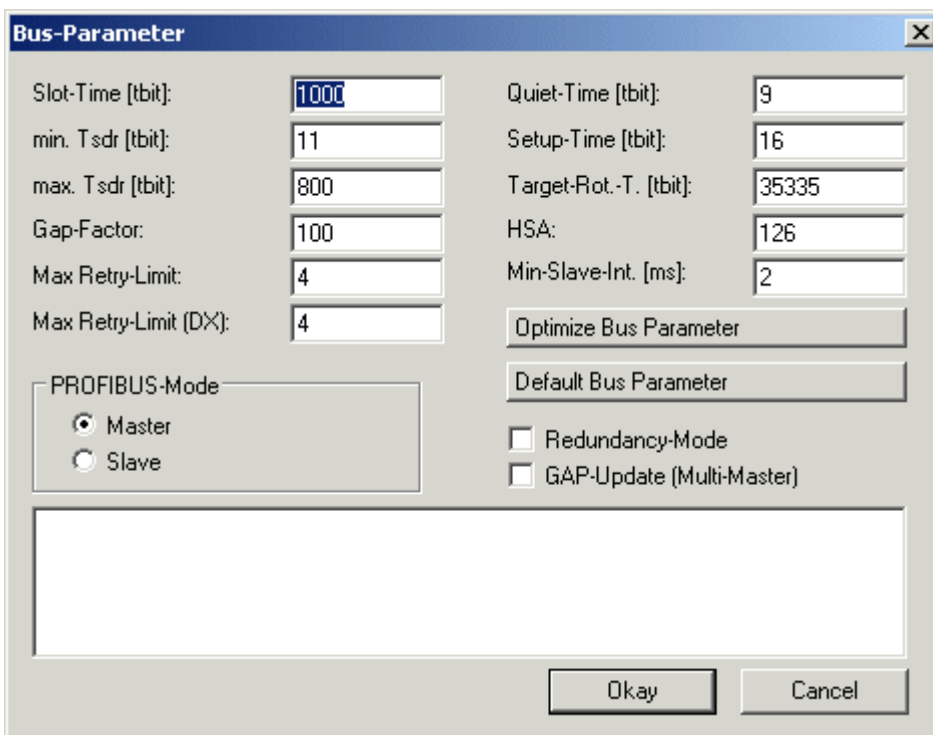 Bus-Parameter
Slot-Time [tbit]: 1000
min. Tsdr [tbit]: 11
max. Tsdr [tbit]: 800
Gap-Factor: 100
Max Retry-Limit: 4
Max Retry-Limit (DX): 4
Quiet-Time [tbit]: 9
Setup-Time [tbit]: 16
Target-Rot.-T. [tbit]: 35335
HSA: 126
Min-Slave-Int. [ms]: 2
Optimize Bus Parameter
Default Bus Parameter
PROFIBUS-Mode
Master
Slave
Redundancy-Mode
GAP-Update (Multi-Master)
Okay
Cancel